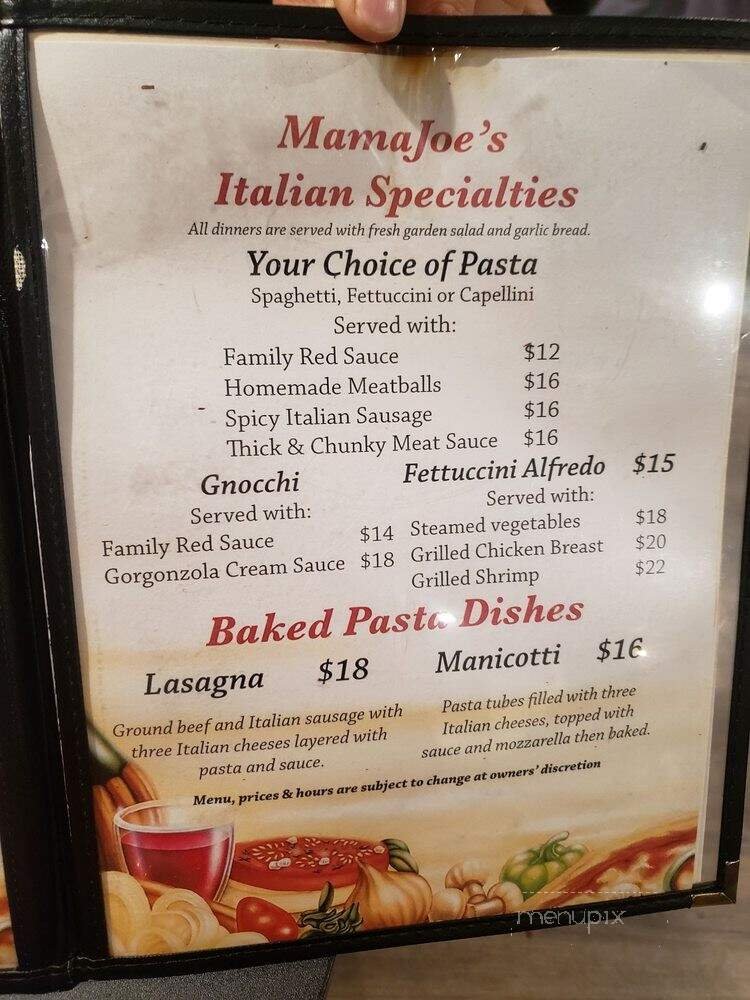 MamaJoe's
Italian Specialties
All dinners are served with fresh garden salad and garlic bread.
Your Choice of Pasta
Spaghetti, Fettuccini or Capellini
Served with:
Family Red Sauce $12
Homemade Meatballs $16
Spicy Italian Sausage $16
Thick & Chunky Meat Sauce $16
Gnocchi
Served with:
Family Red Sauce $14
Gorgonzola Cream Sauce $18
Fettuccini Alfredo $15
Served with:
Steamed vegetables $18
Grilled Chicken Breast $20
Grilled Shrimp $22
Baked Pasta Dishes
Lasagna $18
Ground beef and Italian sausage with
three Italian cheeses layered with
pasta and sauce.
Manicotti $16
Pasta tubes filled with three
Italian cheeses, topped with
sauce and mozzarella then baked.
Menu, prices & hours are subject to change at owners' discretion
menupix